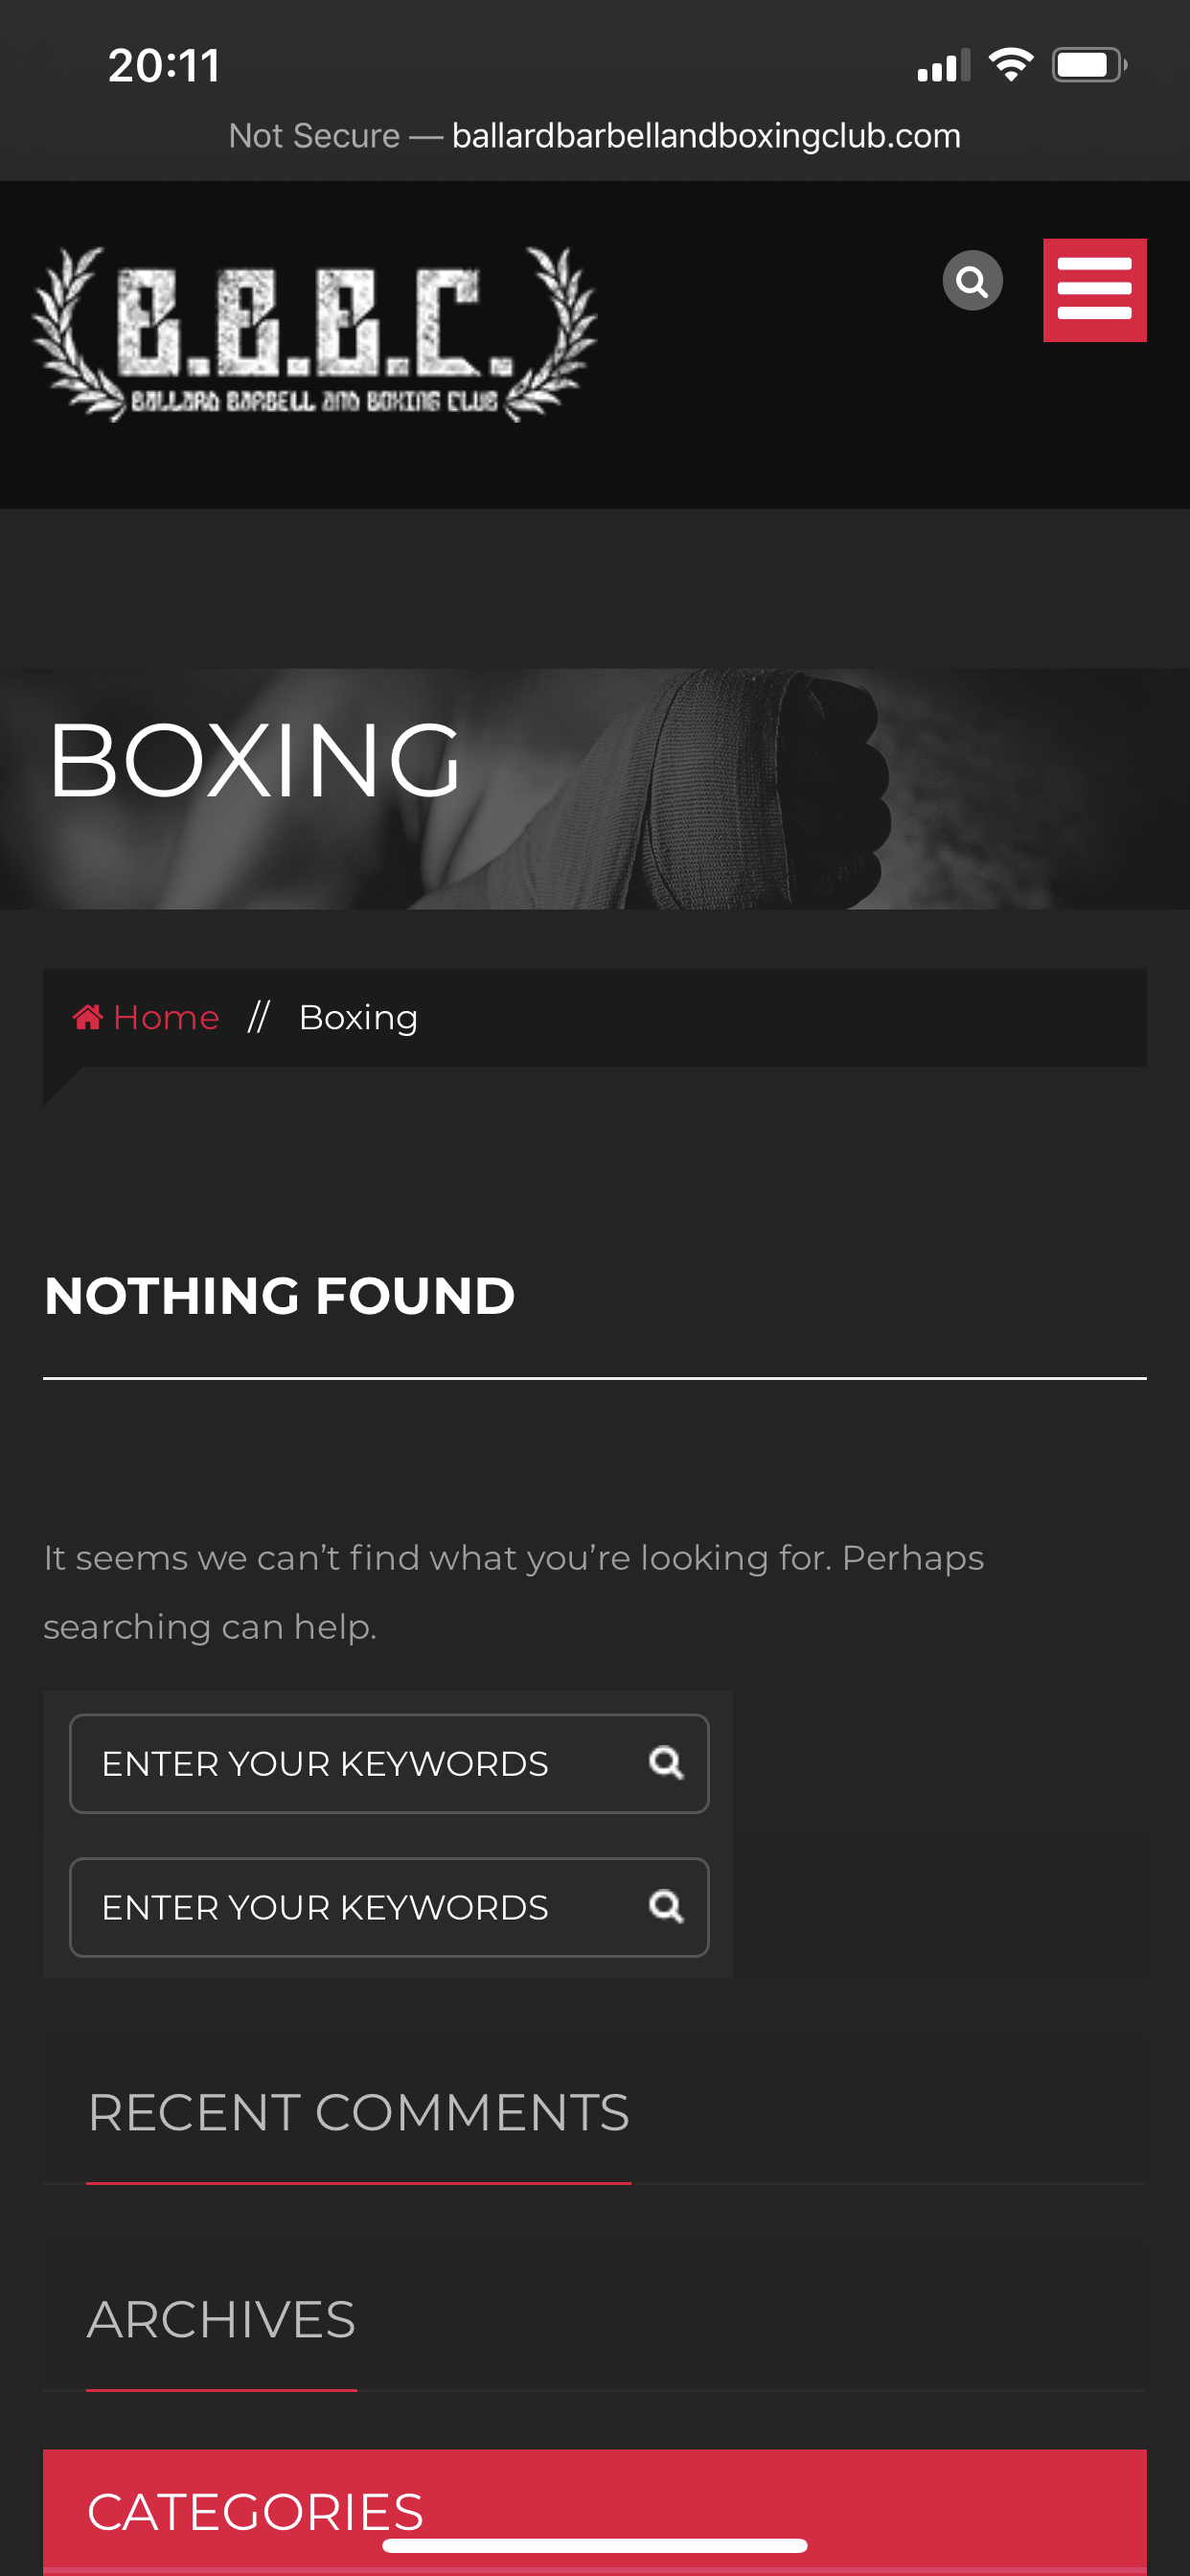 20:11
Not Secure — ballardbarbellandboxingclub.com
B.B.B.C.
BALLARD BARBELL AND BOXING CLUB
BOXING
Home // Boxing
NOTHING FOUND
It seems we can’t find what you’re looking for. Perhaps
searching can help.
ENTER YOUR KEYWORDS
ENTER YOUR KEYWORDS
RECENT COMMENTS
ARCHIVES
CATEGORIES